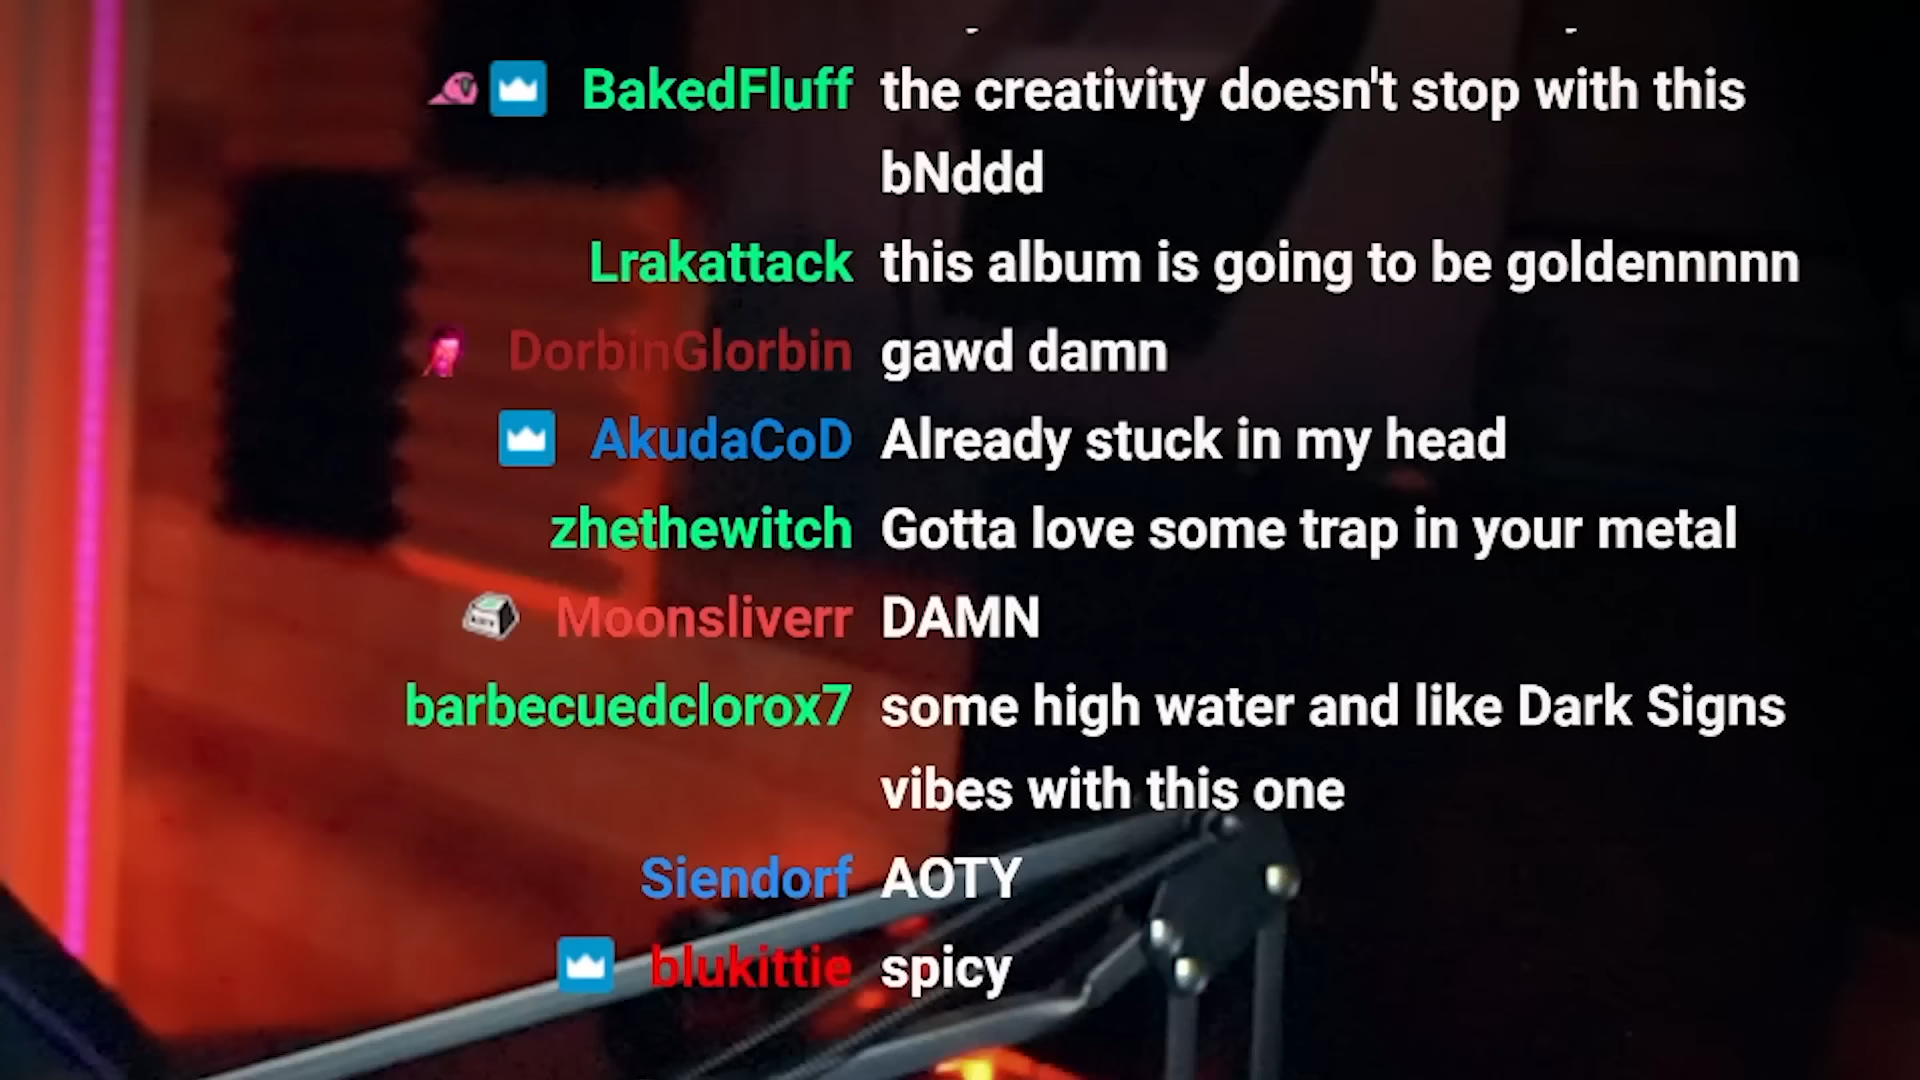 BakedFluff the creativity doesn't stop with this
bNddd
Lrakattack this album is going to be goldennnnn
DorbinGlorbin gawd damn
AkudaCoD Already stuck in my head
zhethewitch Gotta love some trap in your metal
Moonsliverr DAMN
barbecuedclorox7 some high water and like Dark Signs
vibes with this one
Siendorf AOTY
blukittie spicy